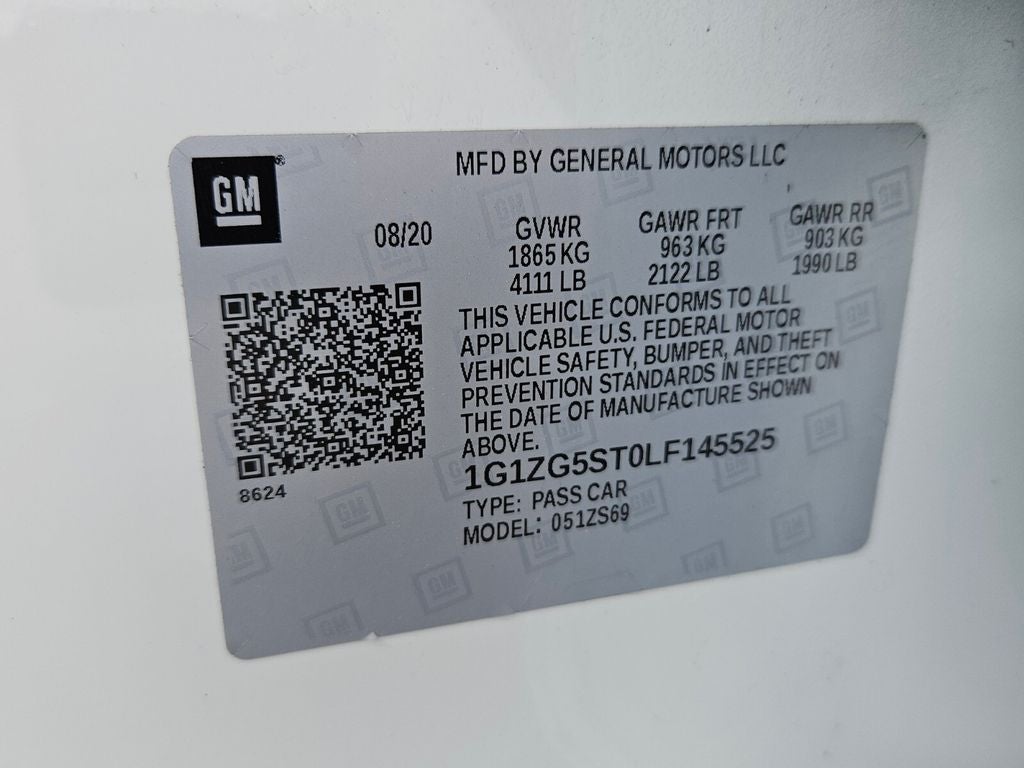 GM
MFD BY GENERAL MOTORS LLC
08/20
GVWR
1865 KG
4111 LB
GAWR FRT
963 KG
2122 LB
GAWR RR
903 KG
1990 LB
THIS VEHICLE CONFORMS TO ALL
APPLICABLE U.S. FEDERAL MOTOR
VEHICLE SAFETY, BUMPER, AND THEFT
PREVENTION STANDARDS IN EFFECT ON
THE DATE OF MANUFACTURE SHOWN
ABOVE.
1G1ZG5ST0LF145525
TYPE: PASS CAR
MODEL: 051ZS69
8624